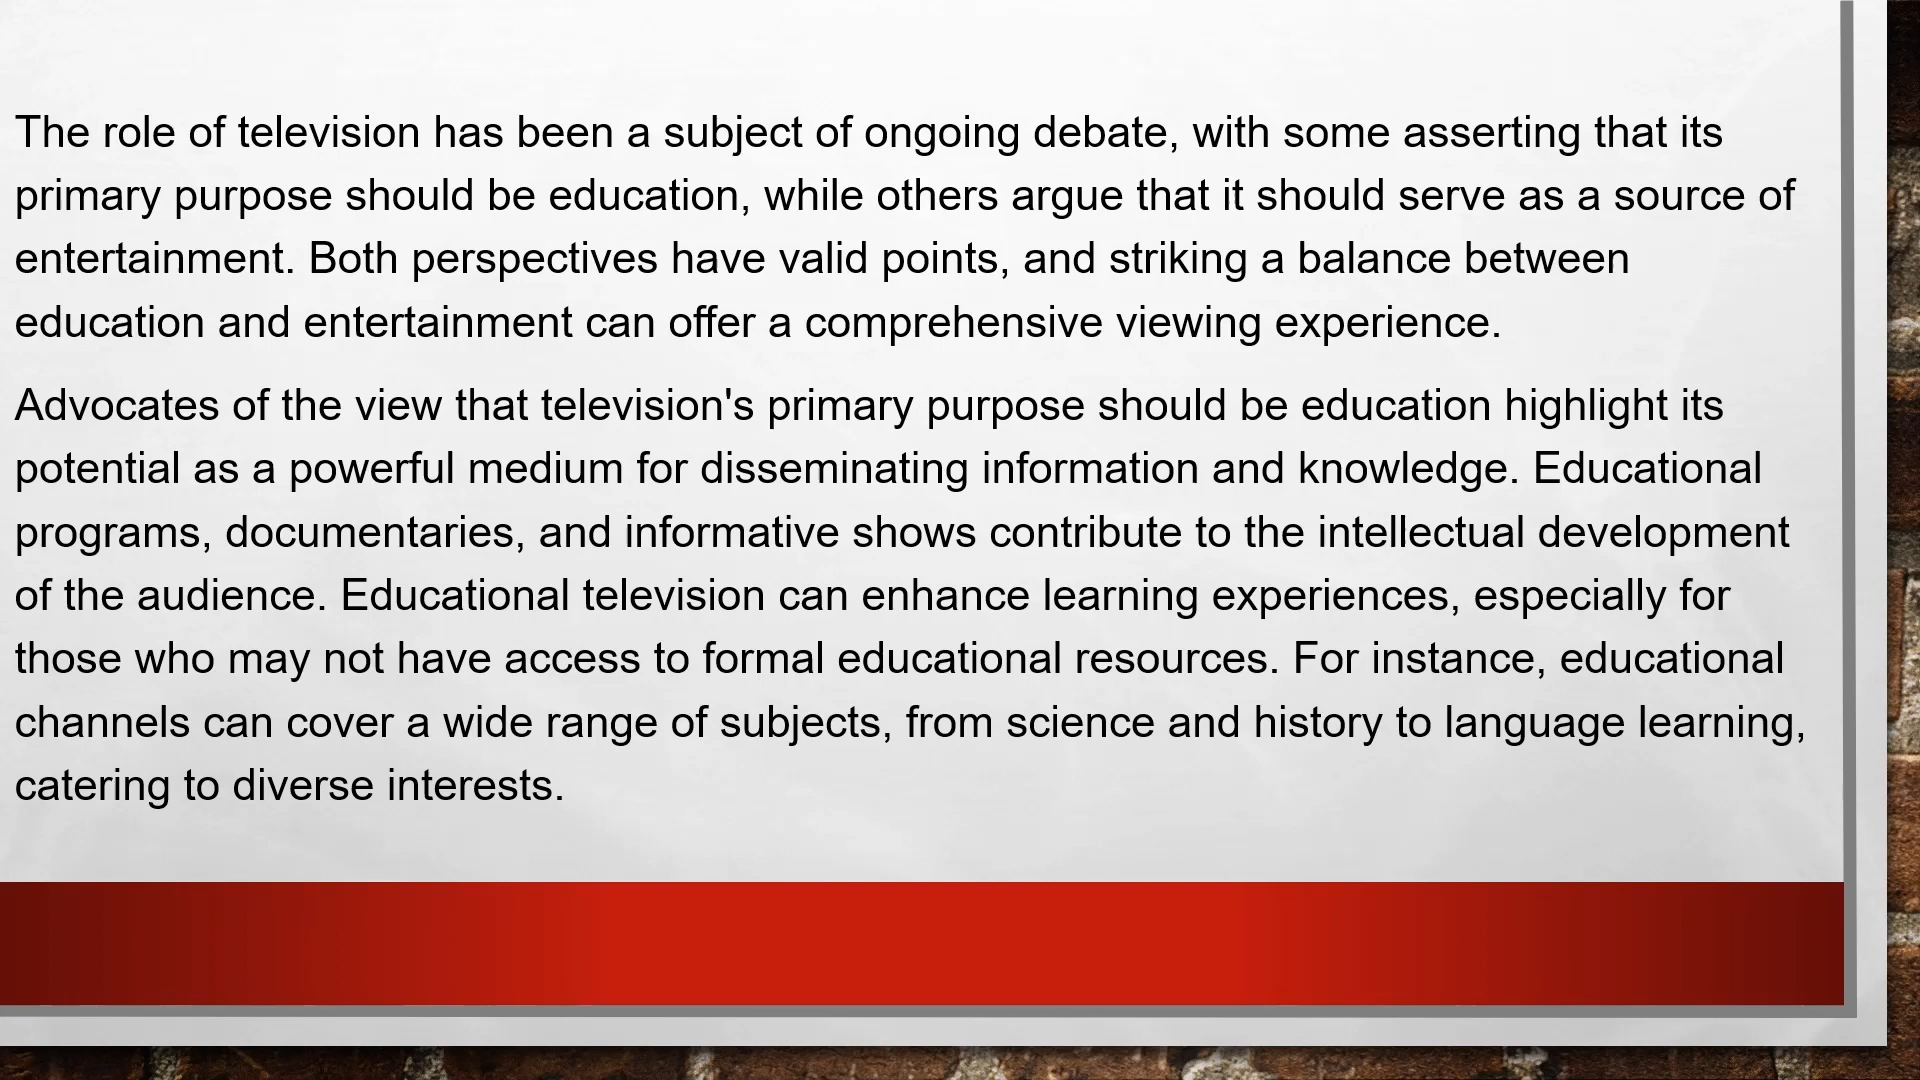 The role of television has been a subject of ongoing debate, with some asserting that its
primary purpose should be education, while others argue that it should serve as a source of
entertainment. Both perspectives have valid points, and striking a balance between
education and entertainment can offer a comprehensive viewing experience.
Advocates of the view that television's primary purpose should be education highlight its
potential as a powerful medium for disseminating information and knowledge. Educational
programs, documentaries, and informative shows contribute to the intellectual development
of the audience. Educational television can enhance learning experiences, especially for
those who may not have access to formal educational resources. For instance, educational
channels can cover a wide range of subjects, from science and history to language learning,
catering to diverse interests.